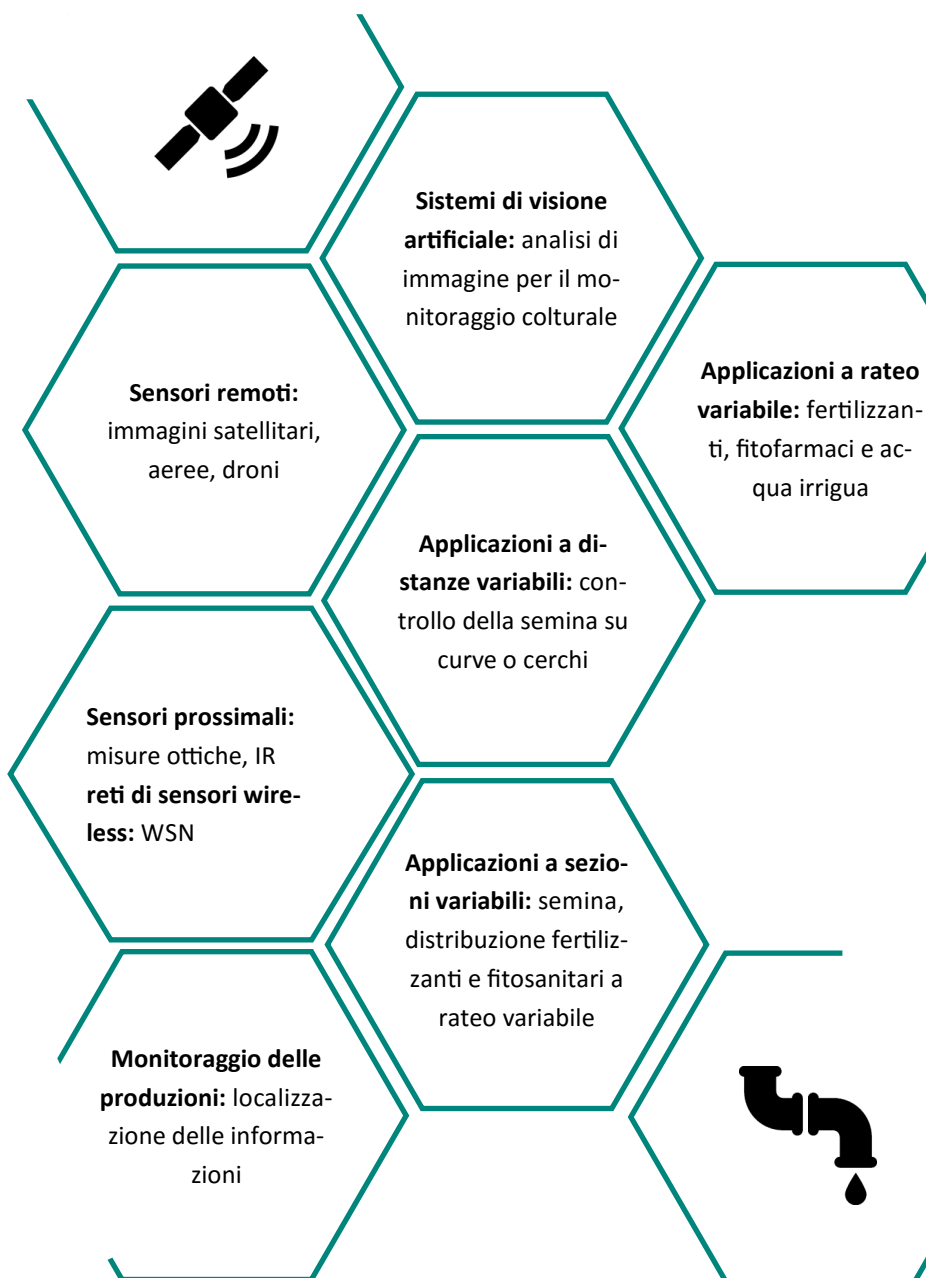 Sistemi di visione
artificiale: analisi di
immagine per il mo-
nitoraggio colturale
Sensori remoti:
immagini satellitari,
aeree, droni
Applicazioni a rateo
variabile: fertilizzan-
ti, fitofarmaci e ac-
qua irrigua
Applicazioni a di-
stanze variabili: con-
trollo della semina su
curve o cerchi
Sensori prossimali:
misure ottiche, IR
reti di sensori wire-
less: WSN
Applicazioni a sezio-
ni variabili: semina,
distribuzione fertiliz-
zanti e fitosanitari a
rateo variabile
Monitoraggio delle
produzioni: localizza-
zione delle informa-
zioni